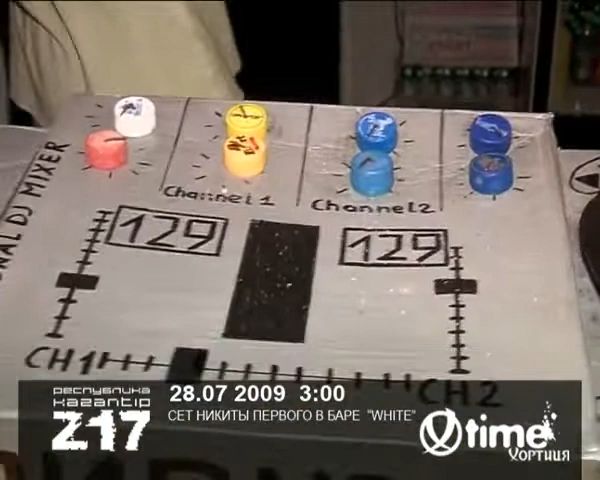 NAL DJ MIXER
Channel 1
Channel 2
129
129
CH1
CH2
республика
казантip
Z17
28.07 2009 3:00
СЕТ НИКИТЫ ПЕРВОГО В БАРЕ "WHITE"
time
Хортиця